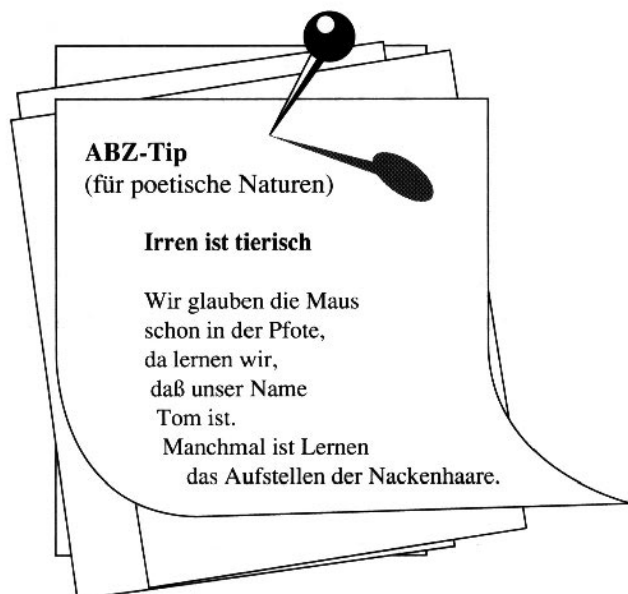 ABZ-Tip
(für poetische Naturen)
Irren ist tierisch
Wir glauben die Maus
schon in der Pfote,
da lernen wir,
daß unser Name
Tom ist.
Manchmal ist Lernen
das Aufstellen der Nackenhaare.